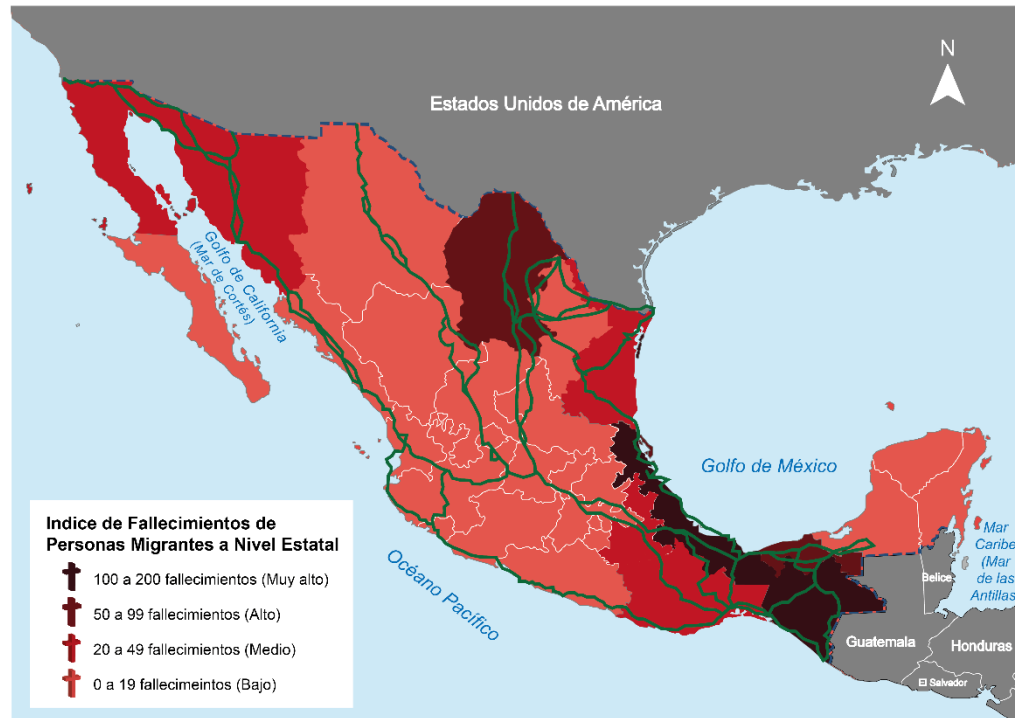 N
Estados Unidos de América
Golfo de California
(Mar de Cortés)
Golfo de México
Océano Pacífico
Mar
Caribe
(Mar
de las
Antillas
Belice
Guatemala
Honduras
El Salvador
Indice de Fallecimientos de
Personas Migrantes a Nivel Estatal
100 a 200 fallecimientos (Muy alto)
50 a 99 fallecimientos (Alto)
20 a 49 fallecimientos (Medio)
0 a 19 fallecimeintos (Bajo)